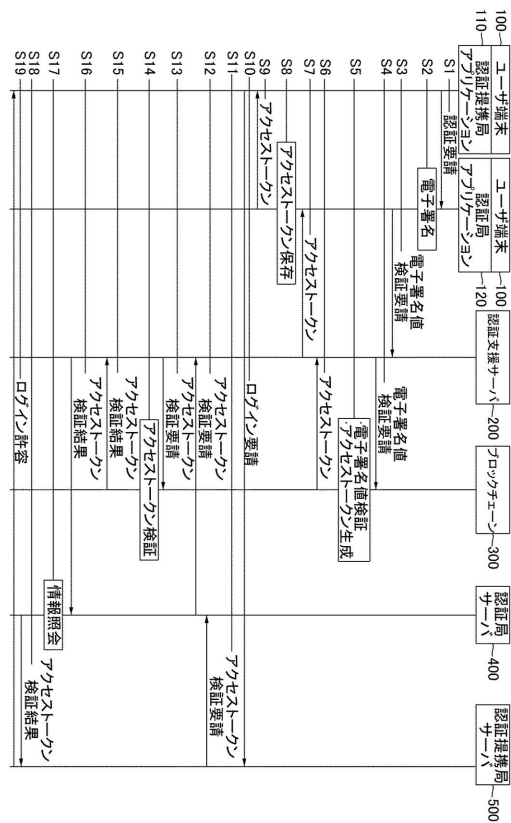 100
ユーザ端末
110
認証提携局
アプリケーション
ユーザ端末
100
認証局
アプリケーション
120
認証支援サーバ
200
ブロックチェーン
300
認証局
サーバ
400
認証提携局
サーバ
500
S1
認証要請
S2
電子署名
S3
電子署名値
検証要請
S4
電子署名値
検証要請
S5
・電子署名値検証
・アクセストークン生成
S6
アクセストークン
S7
アクセストークン
S8
アクセストークン保存
S9
アクセストークン
S10
ログイン要請
S11
アクセストークン
検証要請
S12
アクセストークン
検証要請
S13
アクセストークン
検証要請
S14
アクセストークン検証
S15
アクセストークン
検証結果
S16
アクセストークン
検証結果
S17
情報照会
S18
アクセストークン
検証結果
S19
ログイン許容